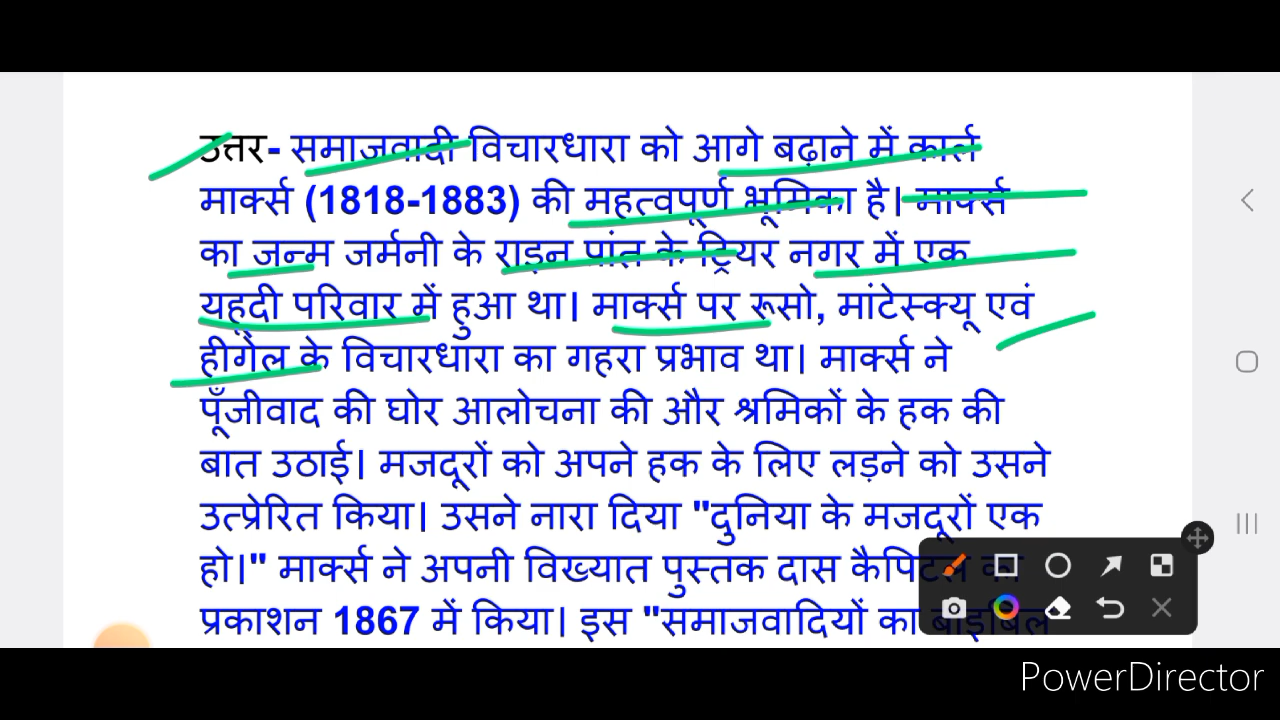 उत्तर- समाजवादी विचारधारा को आगे बढ़ाने में कार्ल
मार्क्स (1818-1883) की महत्वपूर्ण भूमिका है। मार्क्स
का जन्म जर्मनी के राइन पांत के ट्रियर नगर में एक
यहूदी परिवार में हुआ था। मार्क्स पर रूसो, मांटेस्क्यू एवं
हीगेल के विचारधारा का गहरा प्रभाव था। मार्क्स ने
पूँजीवाद की घोर आलोचना की और श्रमिकों के हक की
बात उठाई। मजदूरों को अपने हक के लिए लड़ने को उसने
उत्प्रेरित किया। उसने नारा दिया "दुनिया के मजदूरों एक
हो।" मार्क्स ने अपनी विख्यात पुस्तक दास कैपिटल का
प्रकाशन 1867 में किया। इस "समाजवादियों का बाइबिल
PowerDirector